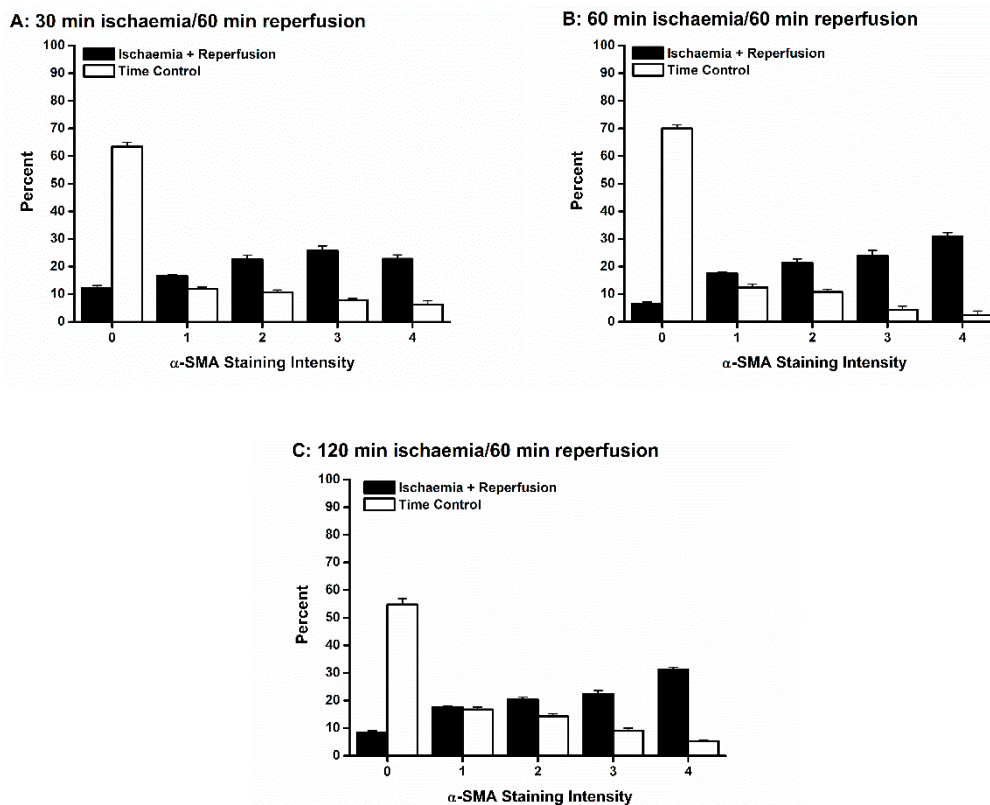 A: 30 min ischaemia/60 min reperfusion
100
90
80
70
60
50
40
30
20
10
0
Percent
Ischaemia + Reperfusion
Time Control
0 1 2 3 4
α-SMA Staining Intensity
B: 60 min ischaemia/60 min reperfusion
100
90
80
70
60
50
40
30
20
10
0
Percent
Ischaemia + Reperfusion
Time Control
0 1 2 3 4
α-SMA Staining Intensity
C: 120 min ischaemia/60 min reperfusion
100
90
80
70
60
50
40
30
20
10
0
Percent
Ischaemia + Reperfusion
Time Control
0 1 2 3 4
α-SMA Staining Intensity